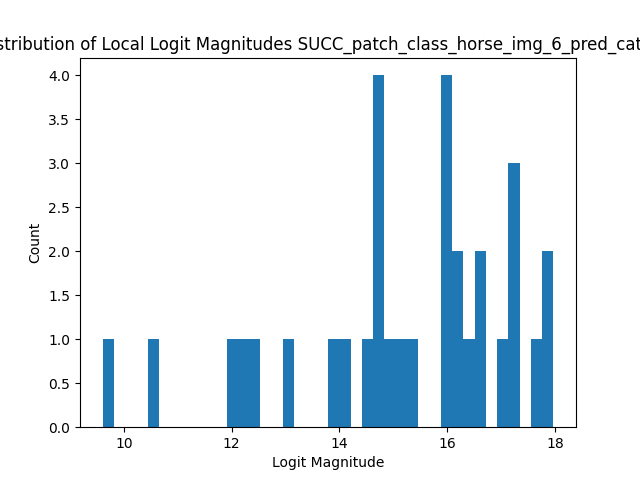 stribution of Local Logit Magnitudes SUCC_patch_class_horse_img_6_pred_cat
4.0
3.5
3.0
2.5
2.0
1.5
1.0
0.5
0.0
Count
10 12 14 16 18
Logit Magnitude